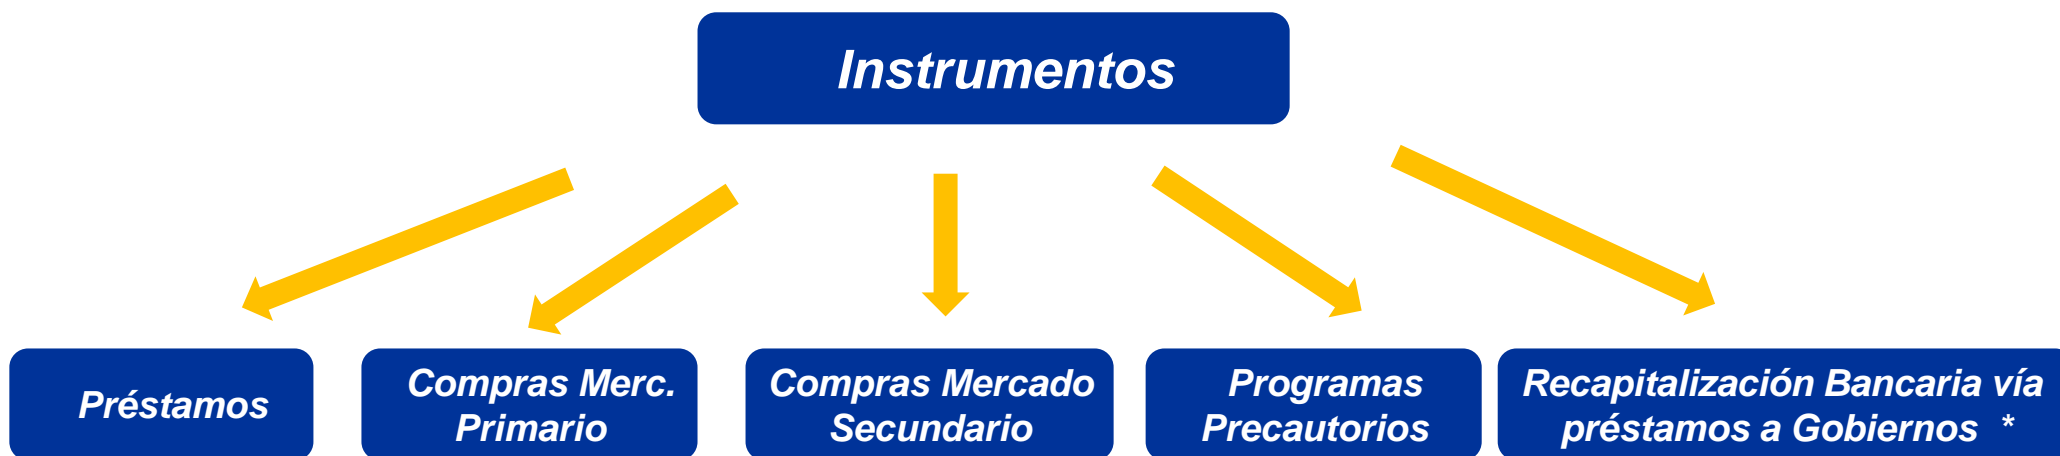 Instrumentos
Préstamos
Compras Merc.
Primario
Compras Mercado
Secundario
Programas
Precautorios
Recapitalización Bancaria vía
préstamos a Gobiernos *